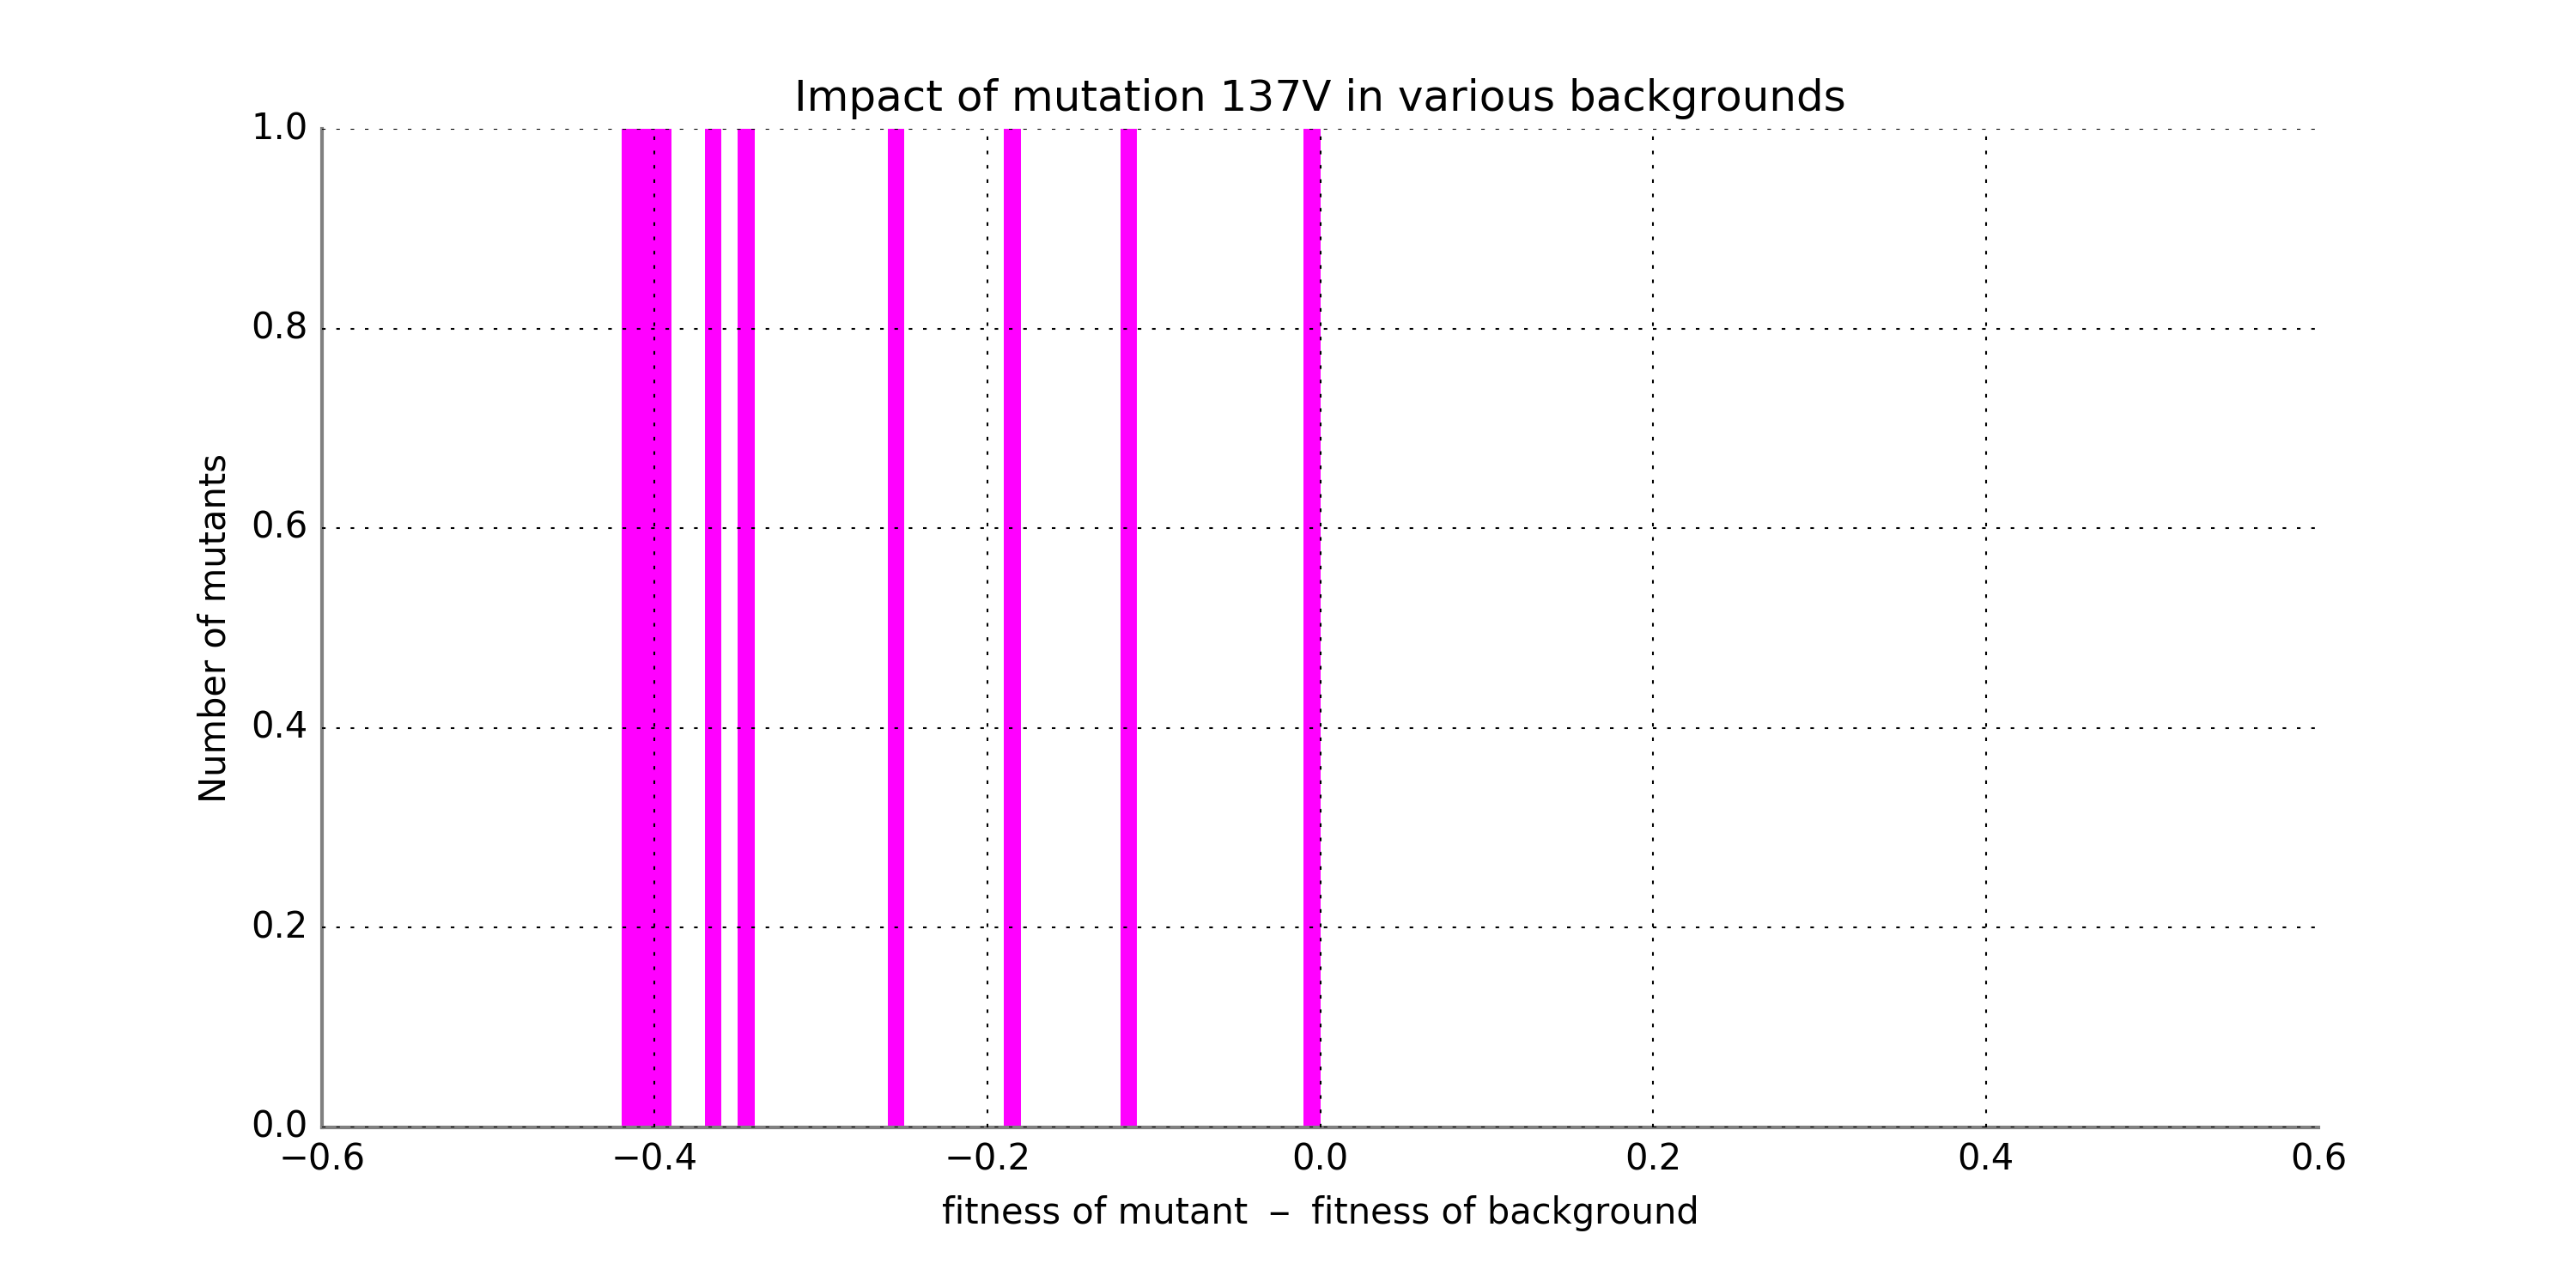 Impact of mutation 137V in various backgrounds
1.0
0.8
0.6
0.4
0.2
0.0
Number of mutants
−0.6 −0.4 −0.2 0.0 0.2 0.4 0.6
fitness of mutant − fitness of background